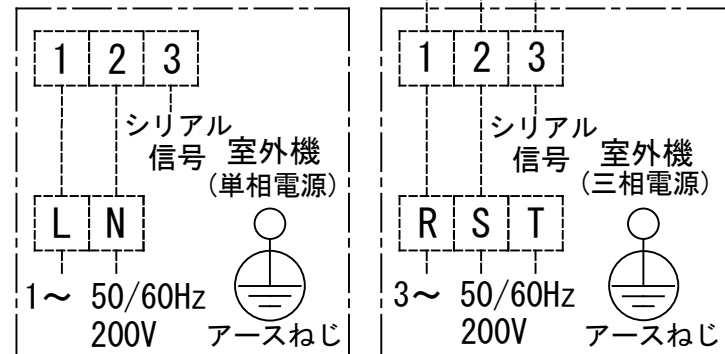 1 2 3
シリアル
信号
室外機
(単相電源)
L N
1～ 50/60Hz
200V
アースねじ
1 2 3
シリアル
信号
室外機
(三相電源)
R S T
3～ 50/60Hz
200V
アースねじ